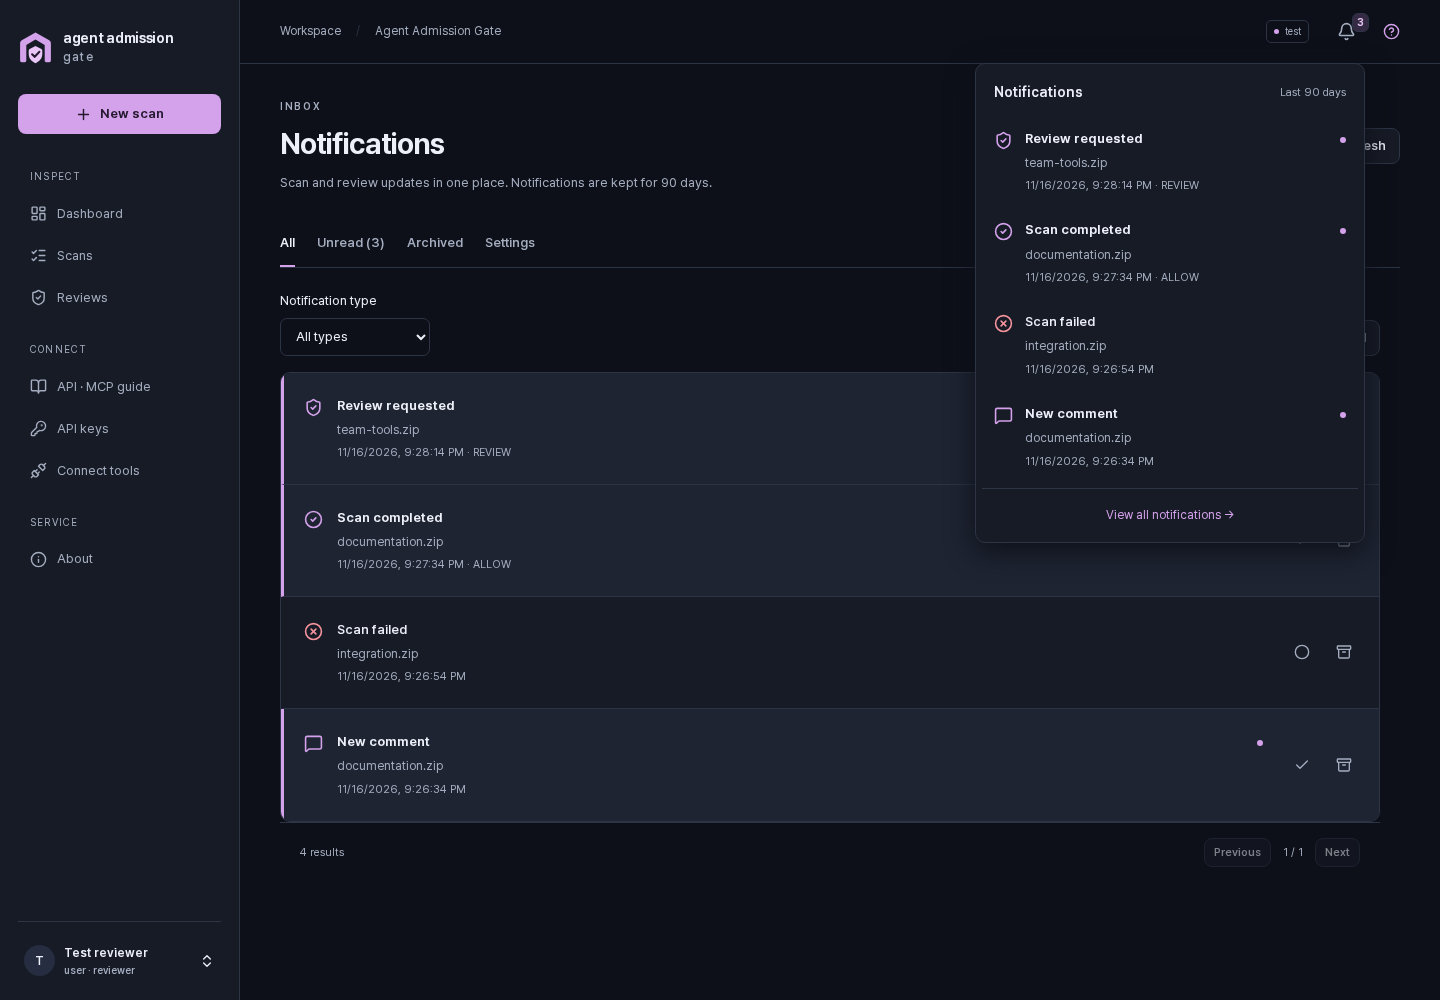 agent admission
gate
New scan
INSPECT
Dashboard
Scans
Reviews
CONNECT
API · MCP guide
API keys
Connect tools
SERVICE
About
T
Test reviewer
user · reviewer
Workspace / Agent Admission Gate
test
3
INBOX
Notifications
Scan and review updates in one place. Notifications are kept for 90 days.
esh
All Unread (3) Archived Settings
Notification type
All types
Review requested
team-tools.zip
11/16/2026, 9:28:14 PM · REVIEW
Scan completed
documentation.zip
11/16/2026, 9:27:34 PM · ALLOW
Scan failed
integration.zip
11/16/2026, 9:26:54 PM
New comment
documentation.zip
11/16/2026, 9:26:34 PM
4 results
Previous 1 / 1 Next
Notifications Last 90 days
Review requested
team-tools.zip
11/16/2026, 9:28:14 PM · REVIEW
Scan completed
documentation.zip
11/16/2026, 9:27:34 PM · ALLOW
Scan failed
integration.zip
11/16/2026, 9:26:54 PM
New comment
documentation.zip
11/16/2026, 9:26:34 PM
View all notifications →